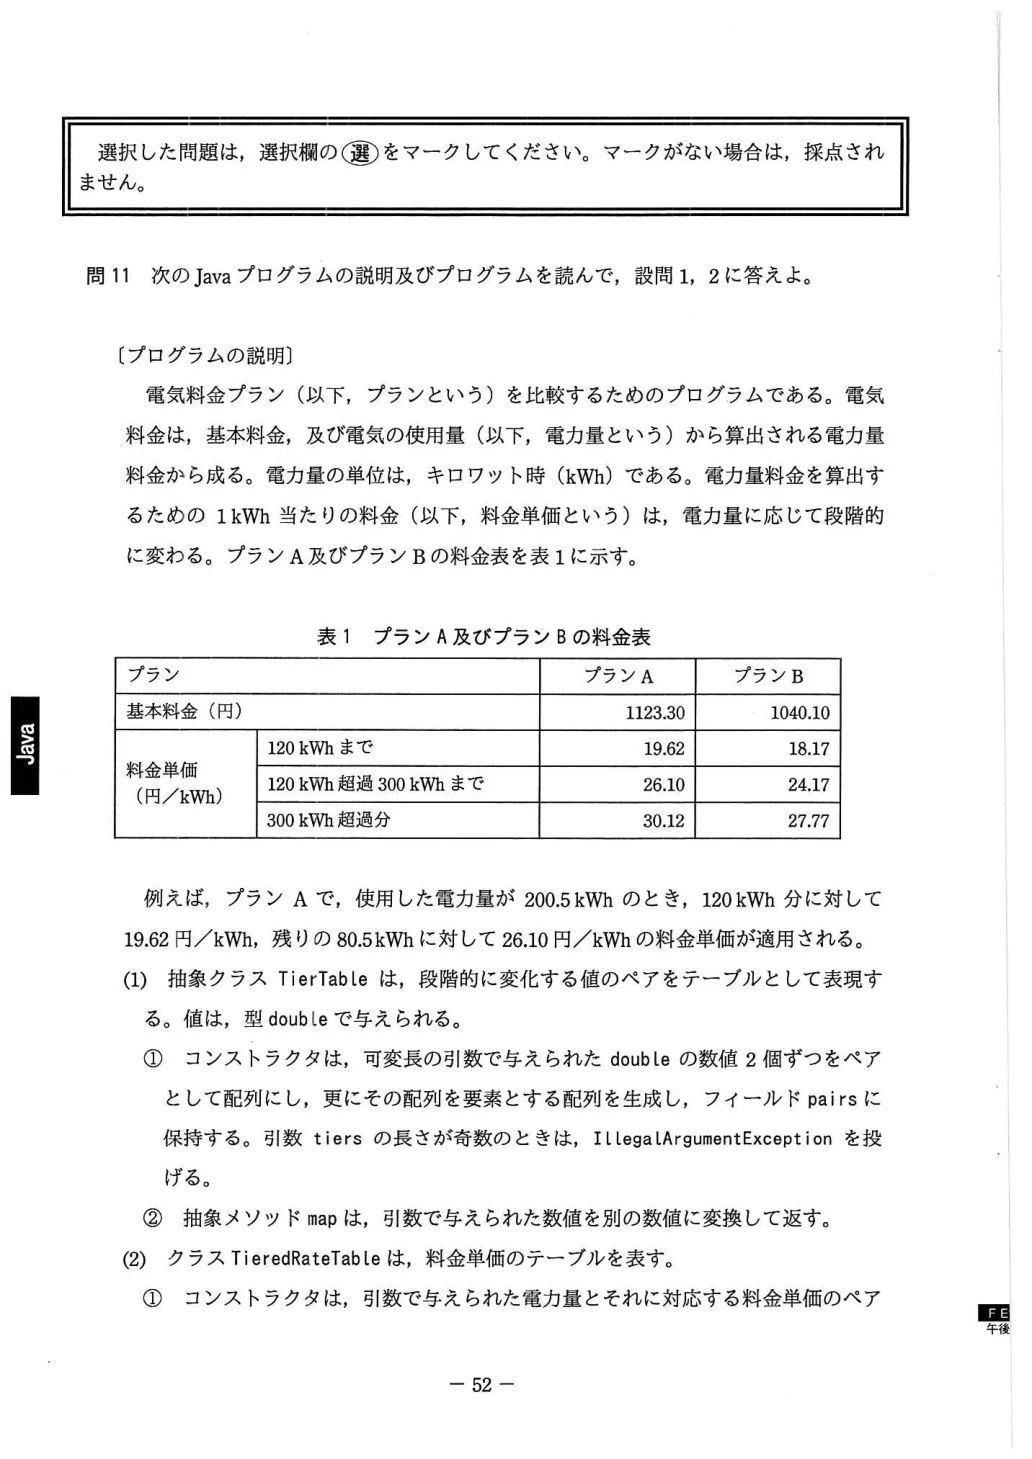 選択した問題は，選択欄の㊟をマークしてください。マークがない場合は，採点され
ません。
問11　次のJavaプログラムの説明及びプログラムを読んで，設問1，2に答えよ。
〔プログラムの説明〕
電気料金プラン（以下，プランという）を比較するためのプログラムである。電気
料金は，基本料金，及び電気の使用量（以下，電力量という）から算出される電力量
料金から成る。電力量の単位は，キロワット時（kWh）である。電力量料金を算出す
るための 1kWh 当たりの料金（以下，料金単価という）は，電力量に応じて段階的
に変わる。プランA及びプランBの料金表を表1に示す。
表1　プランA及びプランBの料金表
プラン　プランA　プランB
基本料金（円）　1123.30　1040.10
料金単価（円／kWh）　120 kWh まで　19.62　18.17
120 kWh 超過 300 kWh まで　26.10　24.17
300 kWh 超過分　30.12　27.77
Java
例えば，プラン A で，使用した電力量が 200.5 kWh のとき，120 kWh 分に対して
19.62 円／kWh，残りの 80.5 kWh に対して 26.10 円／kWh の料金単価が適用される。
(1)　抽象クラス TierTable は，段階的に変化する値のペアをテーブルとして表現す
る。値は，型 double で与えられる。
①　コンストラクタは，可変長の引数で与えられた double の数値 2 個ずつをペア
として配列にし，更にその配列を要素とする配列を生成し，フィールド pairs に
保持する。引数 tiers の長さが奇数のときは，IllegalArgumentException を投
げる。
②　抽象メソッド map は，引数で与えられた数値を別の数値に変換して返す。
(2)　クラス TieredRateTable は，料金単価のテーブルを表す。
①　コンストラクタは，引数で与えられた電力量とそれに対応する料金単価のペア
FE
午後
－ 52 －